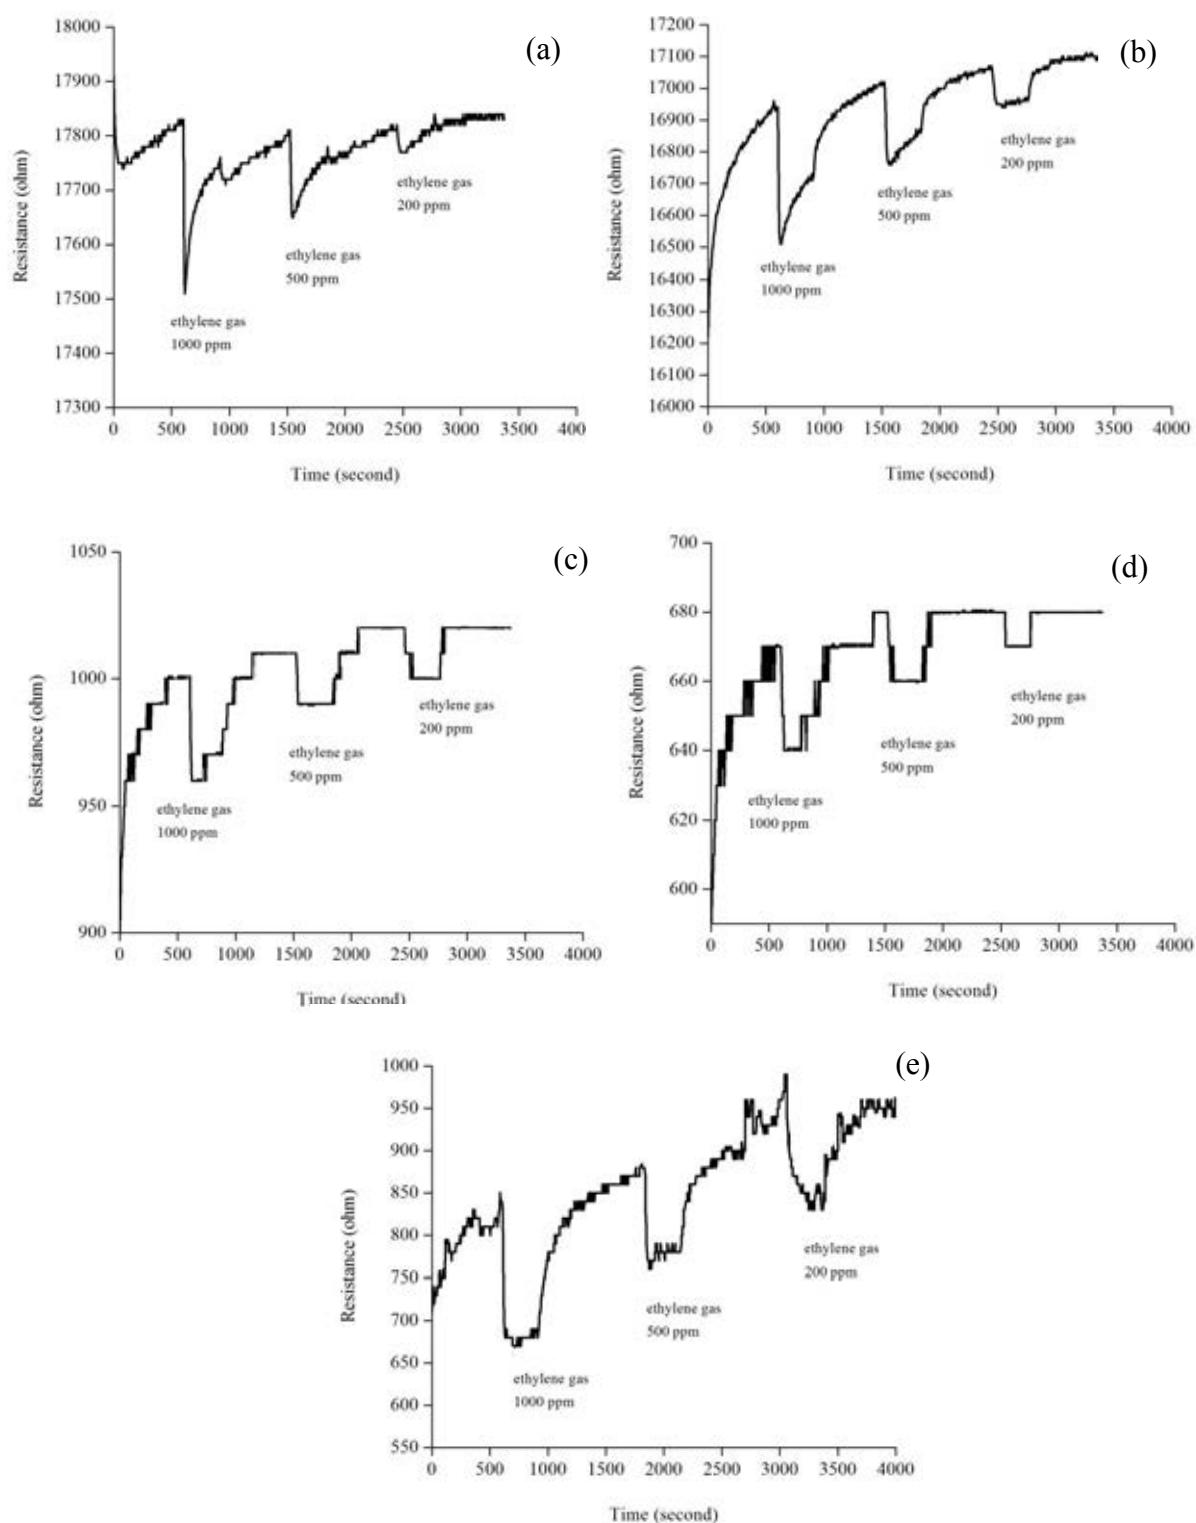 (a)
18000
17900
17800
17700
17600
17500
17400
17300
Resistance (ohm)
ethylene gas
1000 ppm
ethylene gas
500 ppm
ethylene gas
200 ppm
0 500 1000 1500 2000 2500 3000 3500 400
Time (second)
(b)
17200
17100
17000
16900
16800
16700
16600
16500
16400
16300
16200
16100
16000
Resistance (ohm)
ethylene gas
1000 ppm
ethylene gas
500 ppm
ethylene gas
200 ppm
0 500 1000 1500 2000 2500 3000 3500 4000
Time (second)
(c)
1050
1000
950
900
Resistance (ohm)
ethylene gas
1000 ppm
ethylene gas
500 ppm
ethylene gas
200 ppm
0 500 1000 1500 2000 2500 3000 3500 4000
Time (second)
(d)
700
680
660
640
620
600
Resistance (ohm)
ethylene gas
1000 ppm
ethylene gas
500 ppm
ethylene gas
200 ppm
0 500 1000 1500 2000 2500 3000 3500 4000
Time (second)
(e)
1000
950
900
850
800
750
700
650
600
550
Resistance (ohm)
ethylene gas
1000 ppm
ethylene gas
500 ppm
ethylene gas
200 ppm
0 500 1000 1500 2000 2500 3000 3500 4000
Time (second)